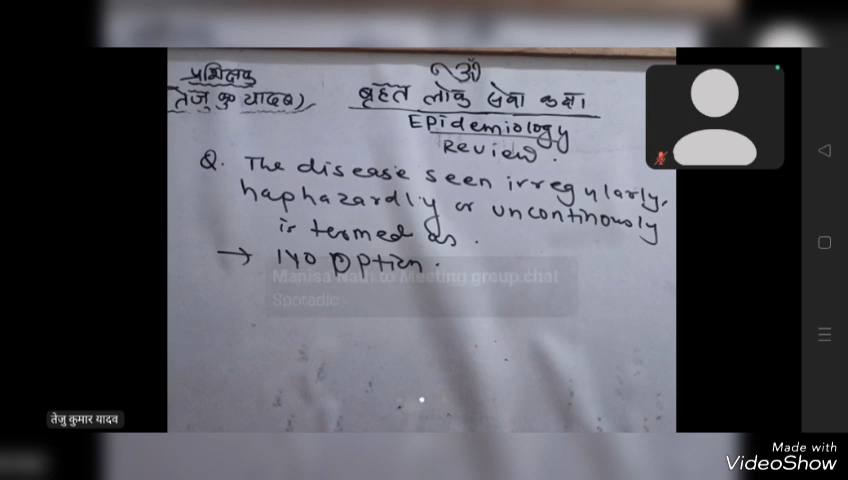 ॐ
प्रशिक्षक
तेजु कु यादव)
बृहत लोक सेवा कक्षा
Epidemiology
Review.
Q. The disease seen irregularly,
haphazardly or uncontinously
is termed as.
→ 140 Option.
Manisa Nath to Meeting group chat
Sporadic
तेजु कुमार यादव
Made with
VideoShow